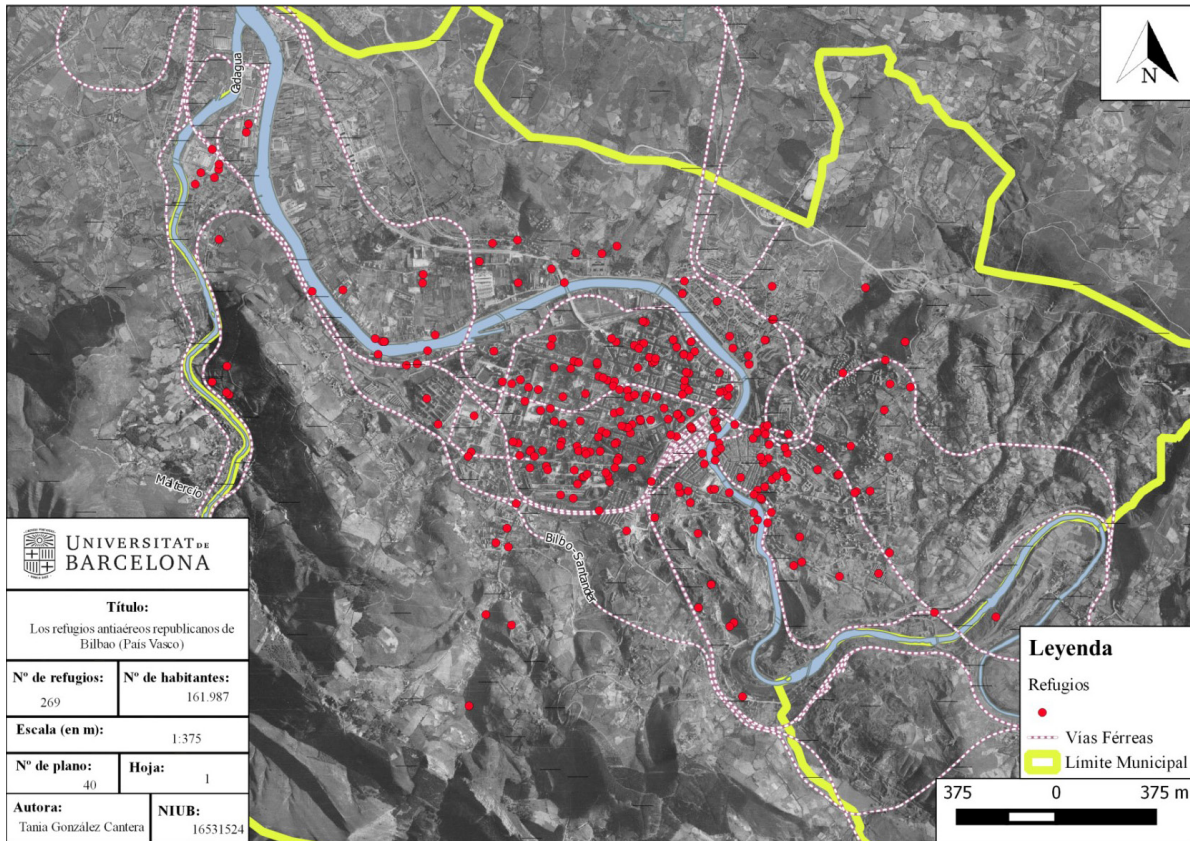 Cadagua
N
Bilbo-Santander
UNIVERSITAT DE
BARCELONA
Título:
Los refugios antiaéreos republicanos de
Bilbao (País Vasco)
Nº de refugios:
269
Nº de habitantes:
161.987
Escala (en m):
1:375
Nº de plano:
40
Hoja:
1
Autora:
Tania González Cantera
NIUB:
16531524
Leyenda
Refugios
Vías Férreas
Límite Municipal
375 0 375 m